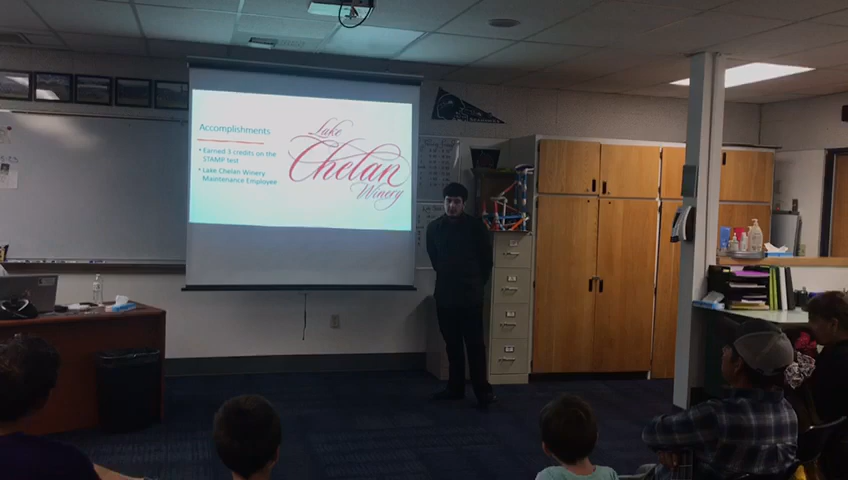 Accomplishments
• Earned 3 credits on the
STAMP test
• Lake Chelan Winery
Maintenance Employee
Lake
Chelan
Winery